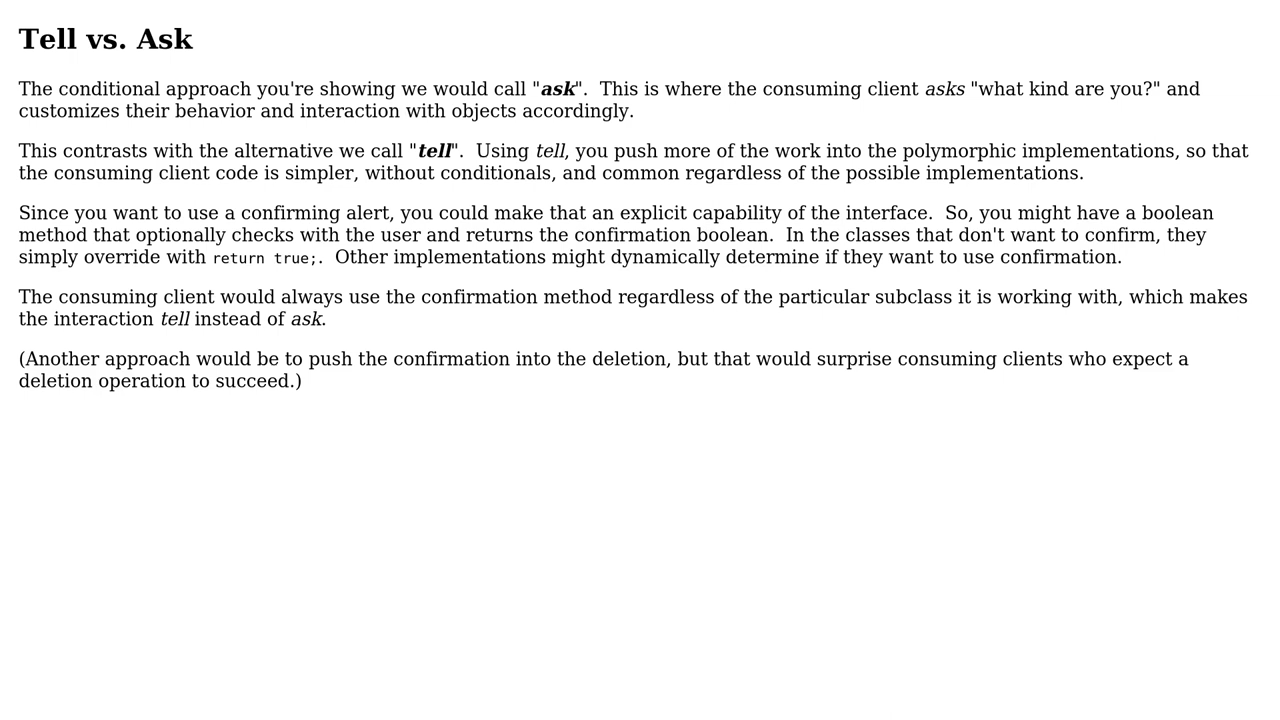 Tell vs. Ask
The conditional approach you're showing we would call "ask".  This is where the consuming client asks "what kind are you?" and
customizes their behavior and interaction with objects accordingly.
This contrasts with the alternative we call "tell".  Using tell, you push more of the work into the polymorphic implementations, so that
the consuming client code is simpler, without conditionals, and common regardless of the possible implementations.
Since you want to use a confirming alert, you could make that an explicit capability of the interface.  So, you might have a boolean
method that optionally checks with the user and returns the confirmation boolean.  In the classes that don't want to confirm, they
simply override with return true;.  Other implementations might dynamically determine if they want to use confirmation.
The consuming client would always use the confirmation method regardless of the particular subclass it is working with, which makes
the interaction tell instead of ask.
(Another approach would be to push the confirmation into the deletion, but that would surprise consuming clients who expect a
deletion operation to succeed.)